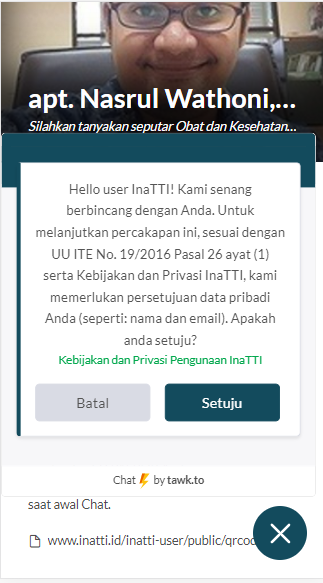 apt. Nasrul Wathoni,...
Silahkan tanyakan seputar Obat dan Kesehatan...
Hello user InaTTI! Kami senang
berbincang dengan Anda. Untuk
melanjutkan percakapan ini, sesuai dengan
UU ITE No. 19/2016 Pasal 26 ayat (1)
serta Kebijakan dan Privasi InaTTI, kami
memerlukan persetujuan data pribadi
Anda (seperti: nama dan email). Apakah
anda setuju?
Kebijakan dan Privasi Pengunaan InaTTI
Batal Setuju
Chat by tawk.to
saat awal Chat.
www.inatti.id/inatti-user/public/qrcod